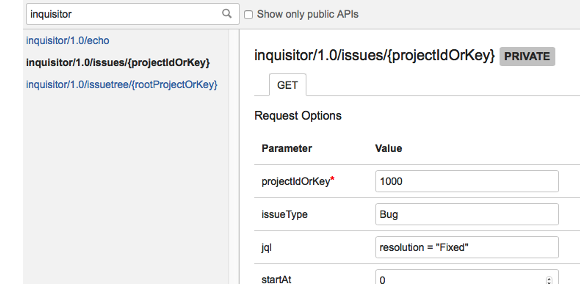 inquisitor
Show only public APIs
inquisitor/1.0/echo
inquisitor/1.0/issues/{projectIdOrKey}
inquisitor/1.0/issuetree/{rootProjectOrKey}
inquisitor/1.0/issues/{projectIdOrKey} PRIVATE
GET
Request Options
Parameter Value
projectIdOrKey* 1000
issueType Bug
jql resolution = "Fixed"
startAt 0